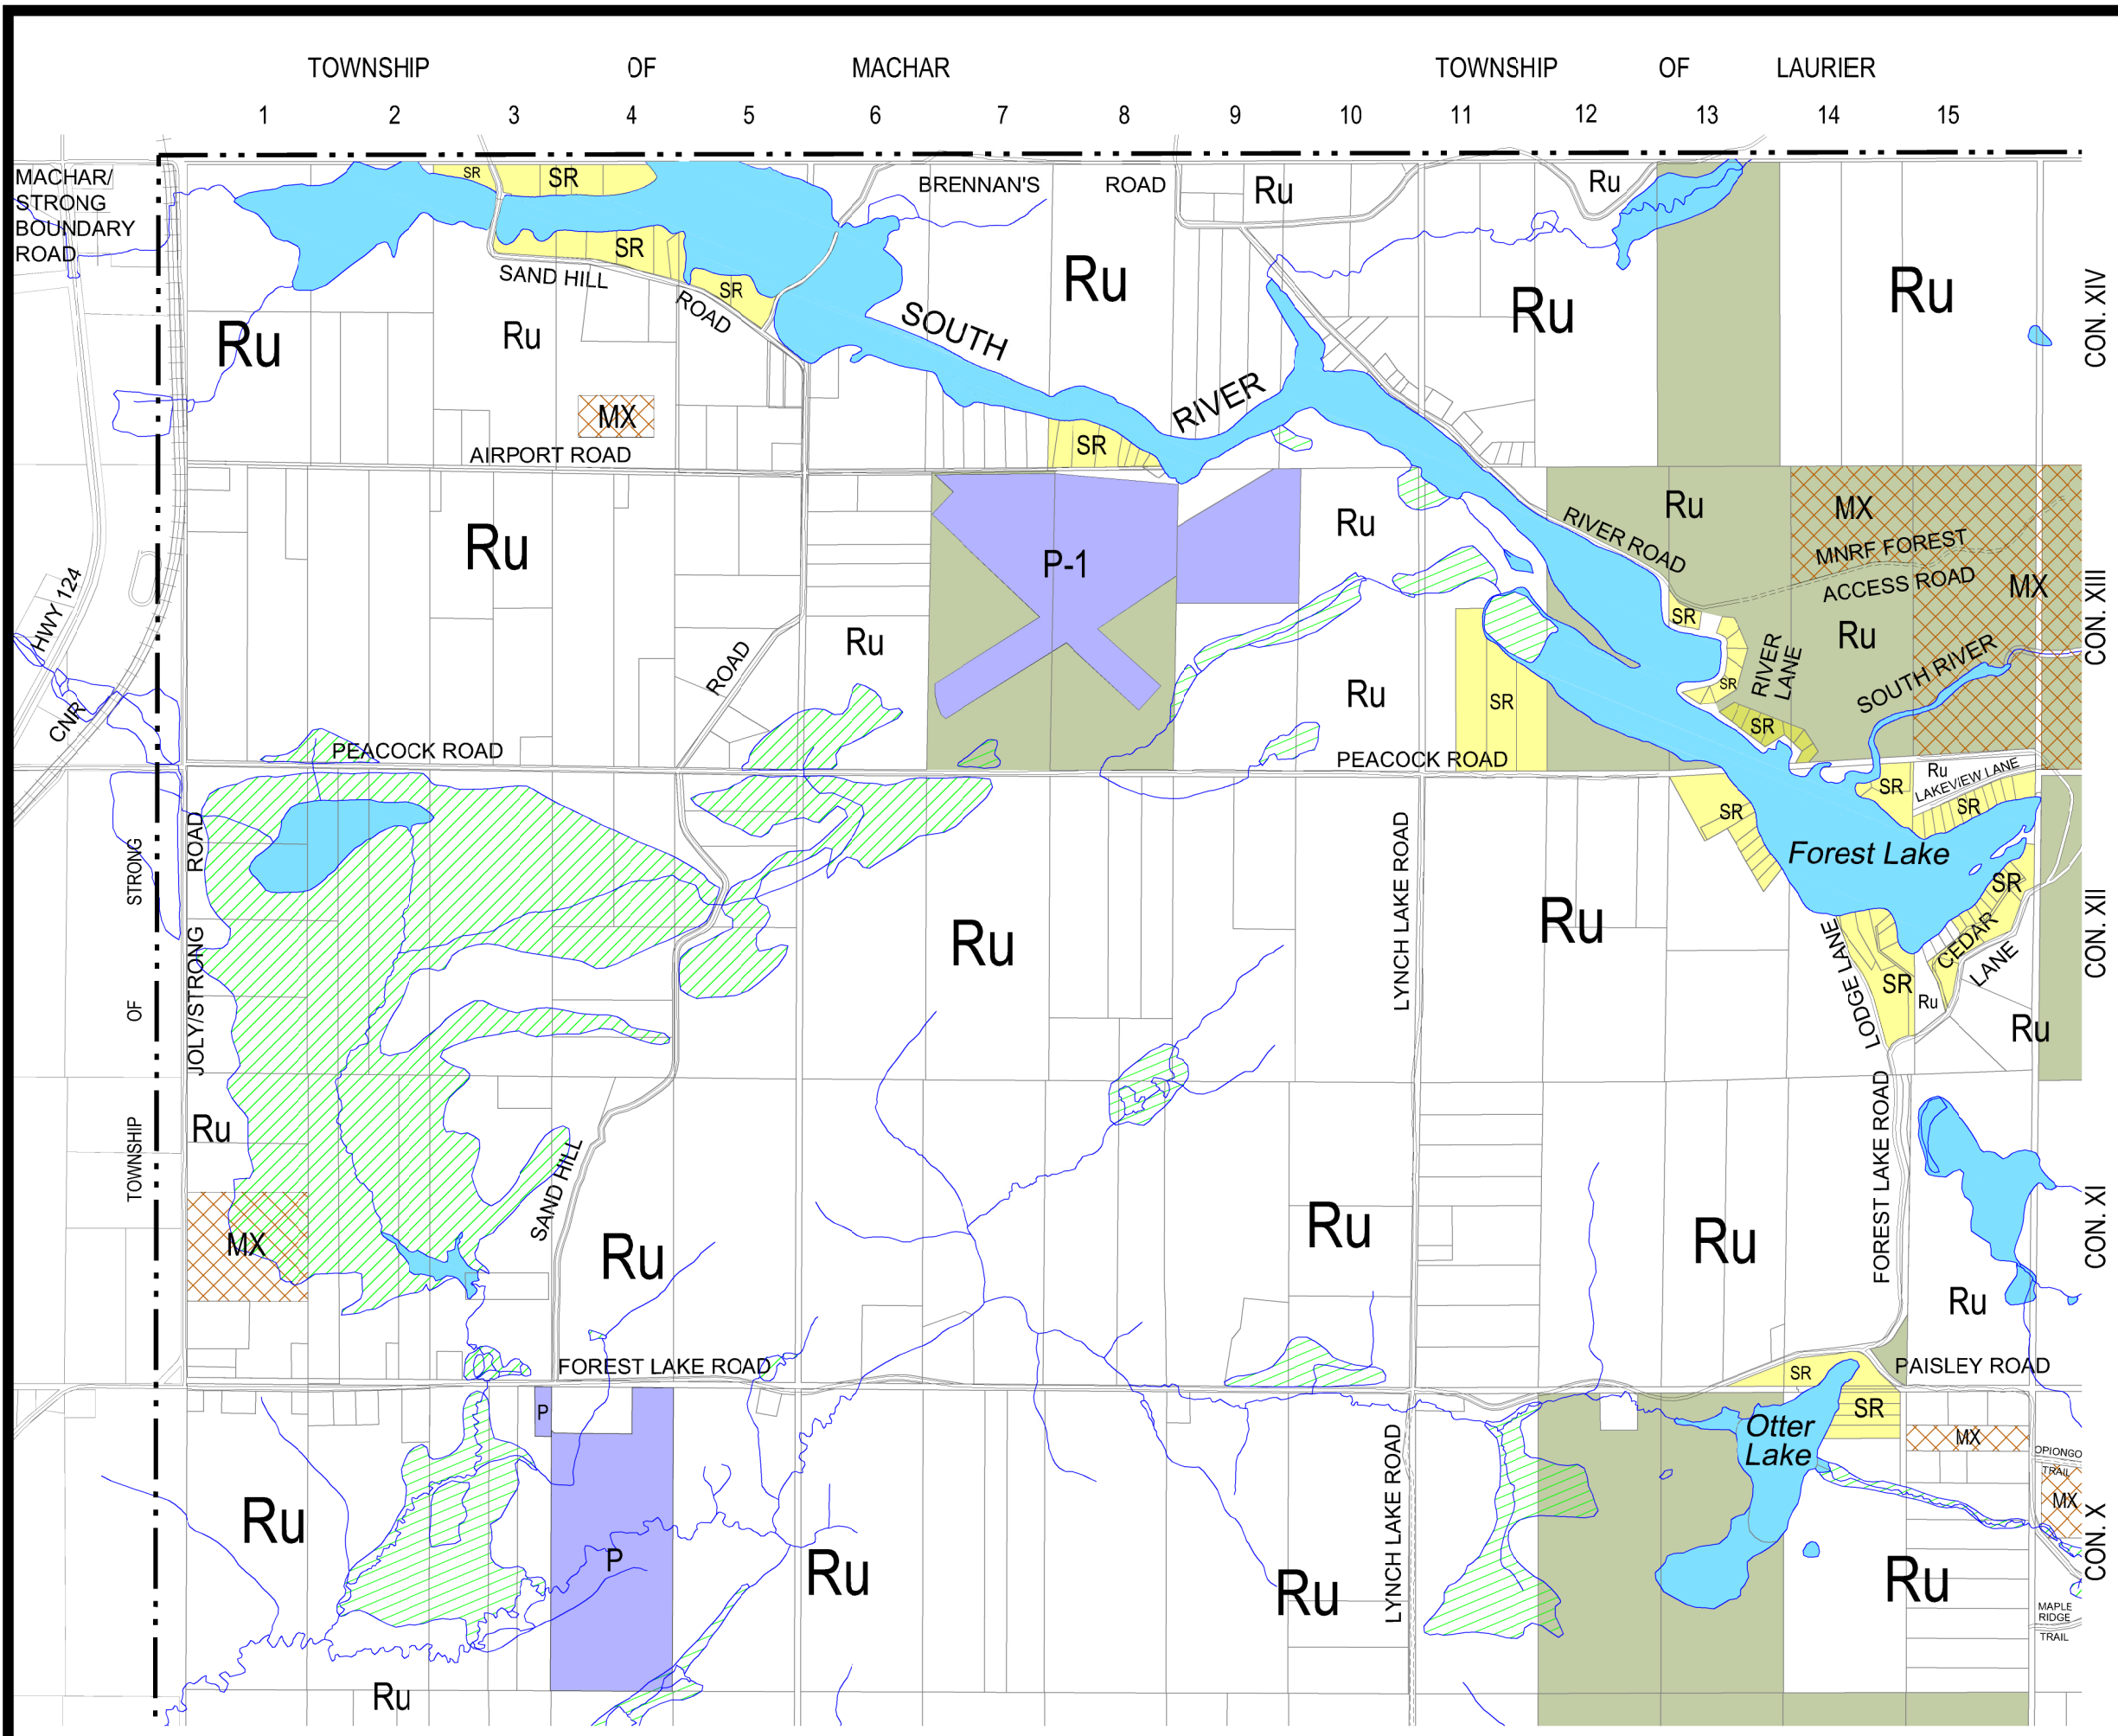 TOWNSHIP OF MACHAR TOWNSHIP OF LAURIER
1 2 3 4 5 6 7 8 9 10 11 12 13 14 15
MACHAR/
STRONG
BOUNDARY
ROAD
SR
SR
BRENNAN'S ROAD
Ru
Ru
SR
SAND HILL
ROAD
SR
Ru
Ru
Ru
CON. XIV
SOUTH
RIVER
Ru
Ru
MX
SR
AIRPORT ROAD
Ru
P-1
Ru
Ru
MX
RIVER ROAD
MNRF FOREST
ACCESS ROAD
MX
CON. XIII
HWY 124
CNR
Ru
ROAD
Ru
SR
SR
RIVER
LANE
Ru
SOUTH RIVER
SR
SR
PEACOCK ROAD
PEACOCK ROAD
Ru
LAKEVIEW LANE
SR
SR
SR
Forest Lake
STRONG
ROAD
LYNCH LAKE ROAD
SR
Ru
Ru
CEDAR
LANE
CON. XII
LODGE LANE
SR
Ru
Ru
OF
JOLY/STRONG
TOWNSHIP
Ru
SAND HILL
FOREST LAKE ROAD
MX
Ru
Ru
Ru
CON. XI
Ru
FOREST LAKE ROAD
SR
PAISLEY ROAD
P
SR
Otter
Lake
MX
OPIONGO
TRAIL
MX
LYNCH LAKE ROAD
Ru
P
Ru
Ru
Ru
CON. X
MAPLE
RIDGE
TRAIL
Ru